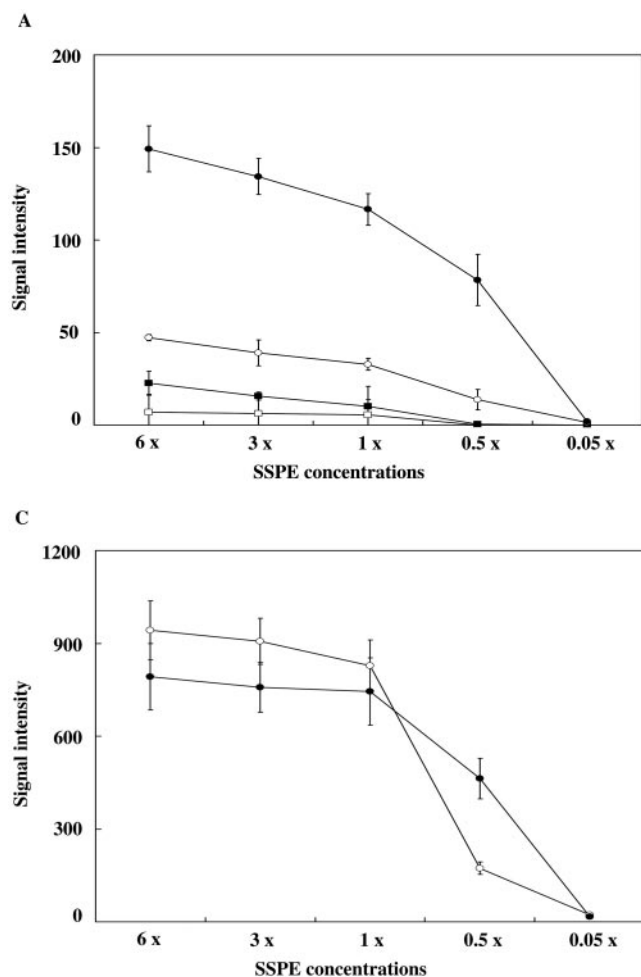 A
200
150
100
50
0
Signal intensity
6 x 3 x 1 x 0.5 x 0.05 x
SSPE concentrations
C
1200
900
600
300
0
Signal intensity
6 x 3 x 1 x 0.5 x 0.05 x
SSPE concentrations